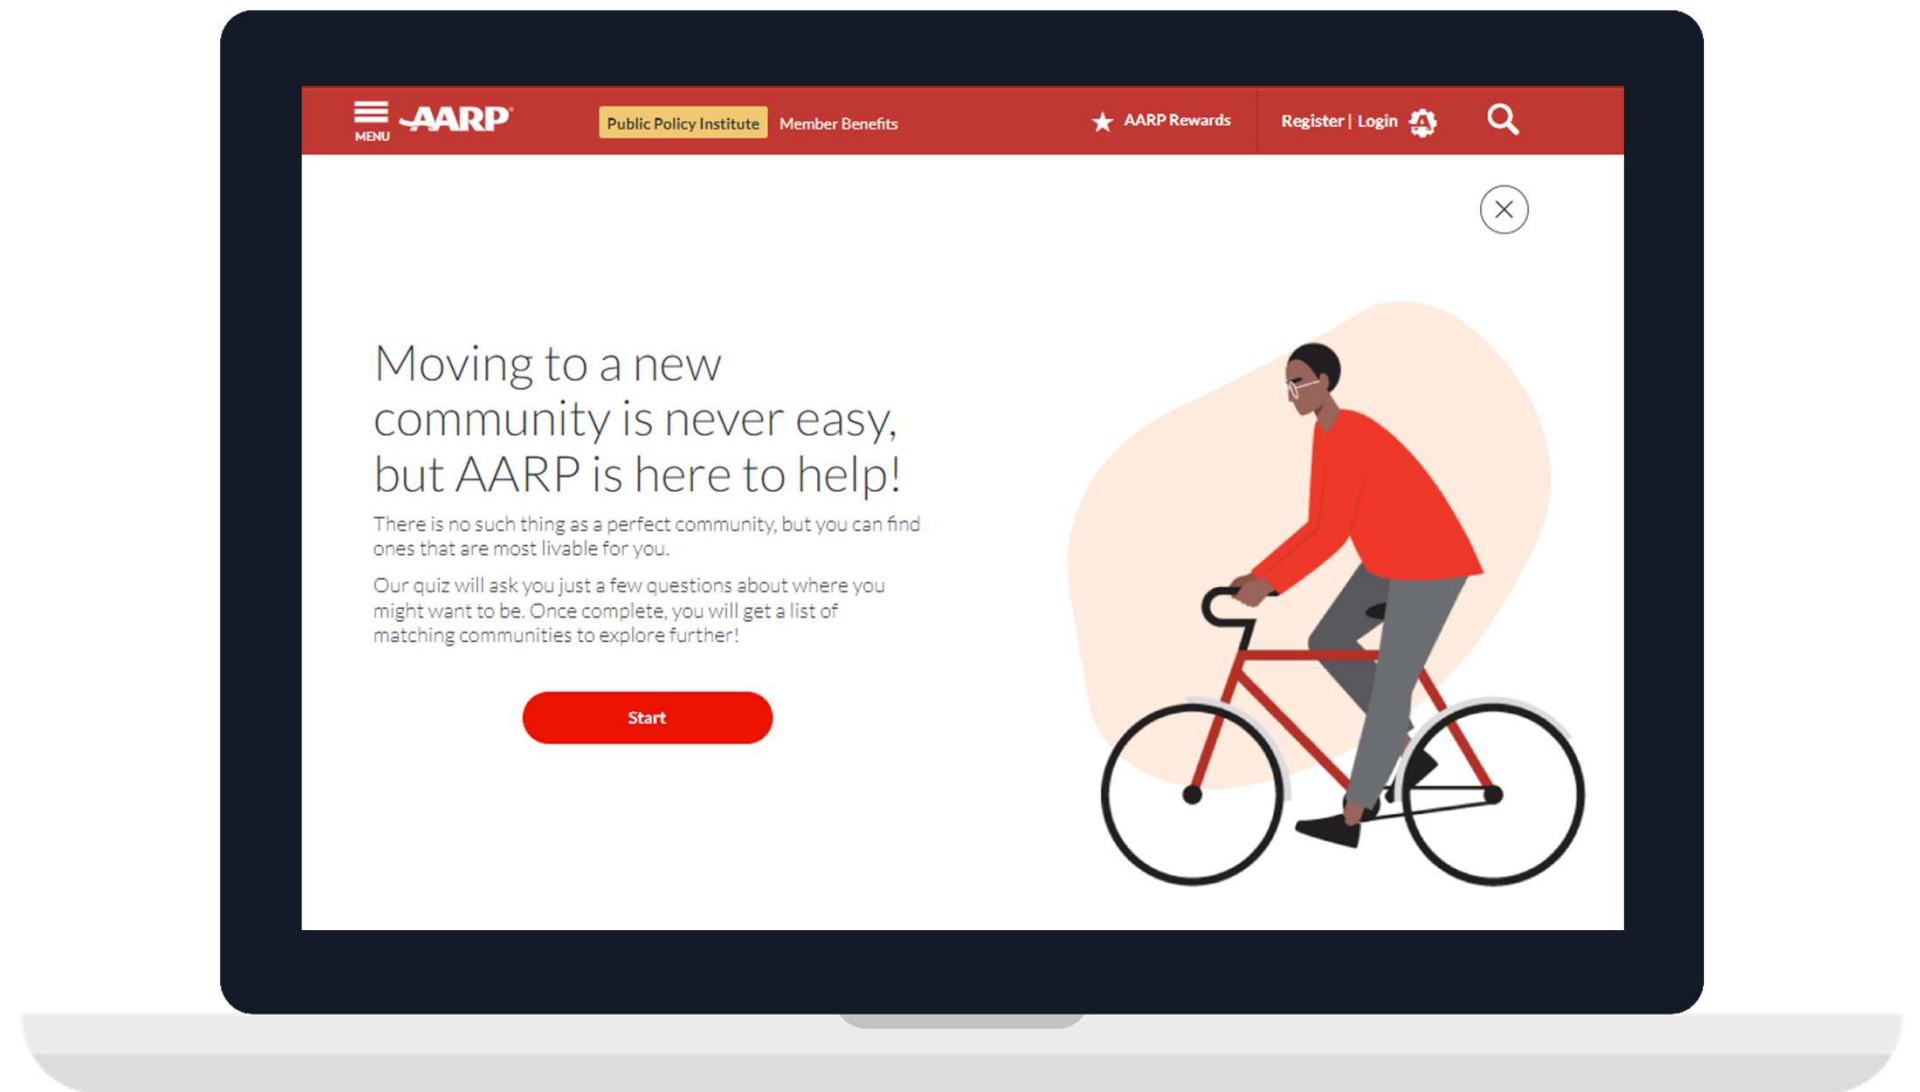 MENU
AARP
Public Policy Institute
Member Benefits
AARP Rewards
Register | Login
Moving to a new
community is never easy,
but AARP is here to help!
There is no such thing as a perfect community, but you can find
ones that are most livable for you.
Our quiz will ask you just a few questions about where you
might want to be. Once complete, you will get a list of
matching communities to explore further!
Start